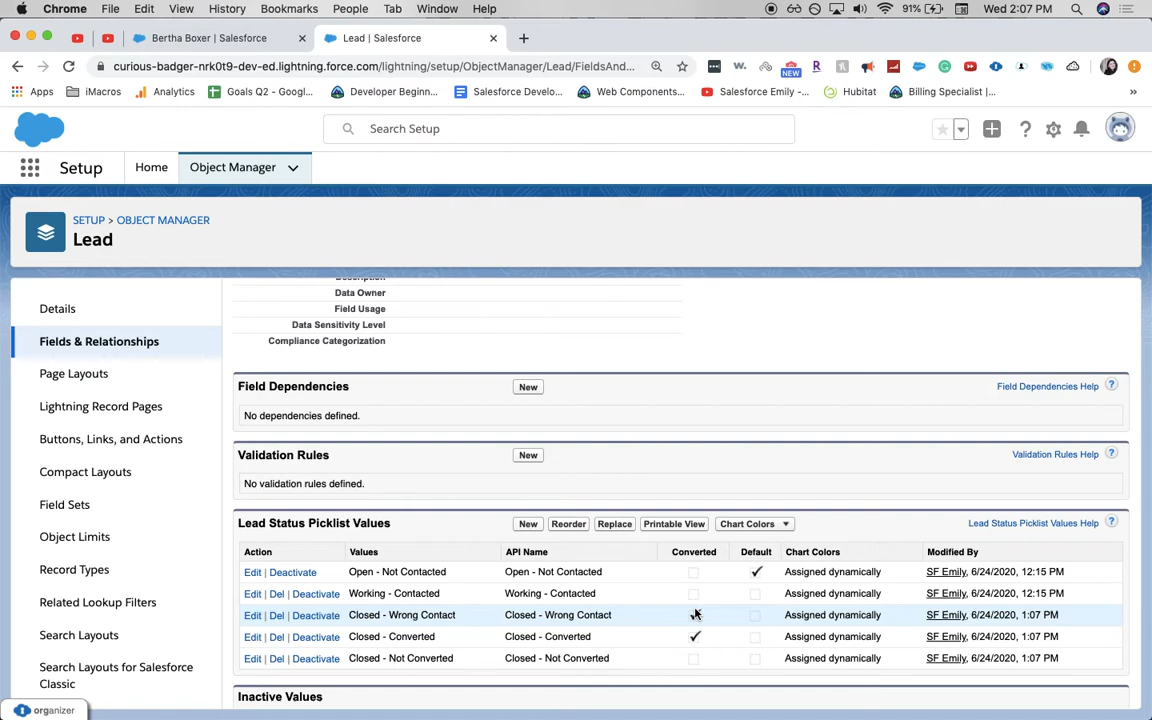 Chrome File Edit View History Bookmarks People Tab Window Help 91% Wed 2:07 PM
Bertha Boxer | Salesforce Lead | Salesforce
curious-badger-nrk0t9-dev-ed.lightning.force.com/lightning/setup/ObjectManager/Lead/FieldsAnd... NEW
Apps iMacros Analytics Goals Q2 - Googl... Developer Beginn... Salesforce Develo... Web Components... Salesforce Emily -... Hubitat Billing Specialist |...
Search Setup
Setup Home Object Manager
SETUP > OBJECT MANAGER
Lead
Details
Fields & Relationships
Page Layouts
Lightning Record Pages
Buttons, Links, and Actions
Compact Layouts
Field Sets
Object Limits
Record Types
Related Lookup Filters
Search Layouts
Search Layouts for Salesforce
Classic
organizer
Description
Data Owner
Field Usage
Data Sensitivity Level
Compliance Categorization
Field Dependencies New Field Dependencies Help ?
No dependencies defined.
Validation Rules New Validation Rules Help ?
No validation rules defined.
Lead Status Picklist Values New Reorder Replace Printable View Chart Colors Lead Status Picklist Values Help ?
Action Values API Name Converted Default Chart Colors Modified By
Edit | Deactivate Open - Not Contacted Open - Not Contacted Assigned dynamically SF Emily, 6/24/2020, 12:15 PM
Edit | Del | Deactivate Working - Contacted Working - Contacted Assigned dynamically SF Emily, 6/24/2020, 12:15 PM
Edit | Del | Deactivate Closed - Wrong Contact Closed - Wrong Contact Assigned dynamically SF Emily, 6/24/2020, 1:07 PM
Edit | Del | Deactivate Closed - Converted Closed - Converted Assigned dynamically SF Emily, 6/24/2020, 1:07 PM
Edit | Del | Deactivate Closed - Not Converted Closed - Not Converted Assigned dynamically SF Emily, 6/24/2020, 1:07 PM
Inactive Values